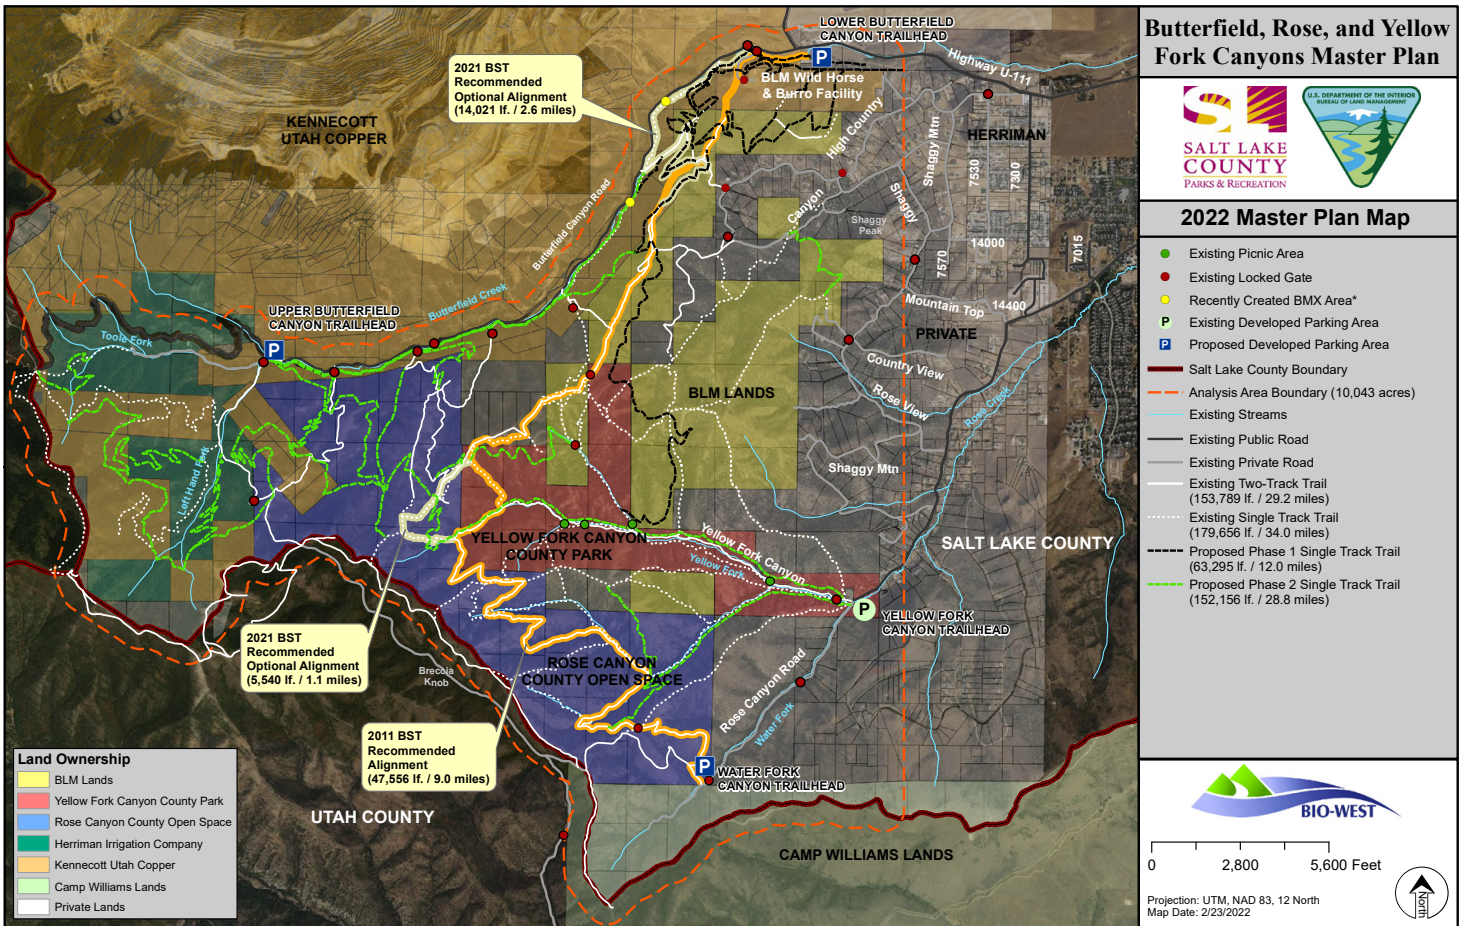 Butterfield, Rose, and Yellow
Fork Canyons Master Plan
SALT LAKE
COUNTY
PARKS & RECREATION
U.S. DEPARTMENT OF THE INTERIOR
BUREAU OF LAND MANAGEMENT
2022 Master Plan Map
Existing Picnic Area
Existing Locked Gate
Recently Created BMX Area*
P Existing Developed Parking Area
P Proposed Developed Parking Area
Salt Lake County Boundary
Analysis Area Boundary (10,043 acres)
Existing Streams
Existing Public Road
Existing Private Road
Existing Two-Track Trail
(153,789 lf. / 29.2 miles)
Existing Single Track Trail
(179,656 lf. / 34.0 miles)
Proposed Phase 1 Single Track Trail
(63,295 lf. / 12.0 miles)
Proposed Phase 2 Single Track Trail
(152,156 lf. / 28.8 miles)
BIO-WEST
0 2,800 5,600 Feet
Projection: UTM, NAD 83, 12 North
Map Date: 2/23/2022
North
LOWER BUTTERFIELD
CANYON TRAILHEAD
P
Highway U-111
BLM Wild Horse
& Burro Facility
2021 BST
Recommended
Optional Alignment
(14,021 lf. / 2.6 miles)
KENNECOTT
UTAH COPPER
HERRIMAN
High Country
Shaggy Mtn
7530
7300
Canyon
Shaggy
Shaggy
Peak
14000
7015
7570
Butterfield Canyon Road
Butterfield Creek
UPPER BUTTERFIELD
CANYON TRAILHEAD
P
Toole Fork
Mountain Top
14400
PRIVATE
Country View
Rose View
Rose Creek
BLM LANDS
Shaggy Mtn
Left Hand Fork
YELLOW FORK CANYON
COUNTY PARK
Yellow Fork Canyon
Yellow Fork
SALT LAKE COUNTY
P
YELLOW FORK
CANYON TRAILHEAD
2021 BST
Recommended
Optional Alignment
(5,540 lf. / 1.1 miles)
Breccia
Knob
ROSE CANYON
COUNTY OPEN SPACE
Rose Canyon Road
Water Fork
2011 BST
Recommended
Alignment
(47,556 lf. / 9.0 miles)
P
WATER FORK
CANYON TRAILHEAD
UTAH COUNTY
CAMP WILLIAMS LANDS
Land Ownership
BLM Lands
Yellow Fork Canyon County Park
Rose Canyon County Open Space
Herriman Irrigation Company
Kennecott Utah Copper
Camp Williams Lands
Private Lands